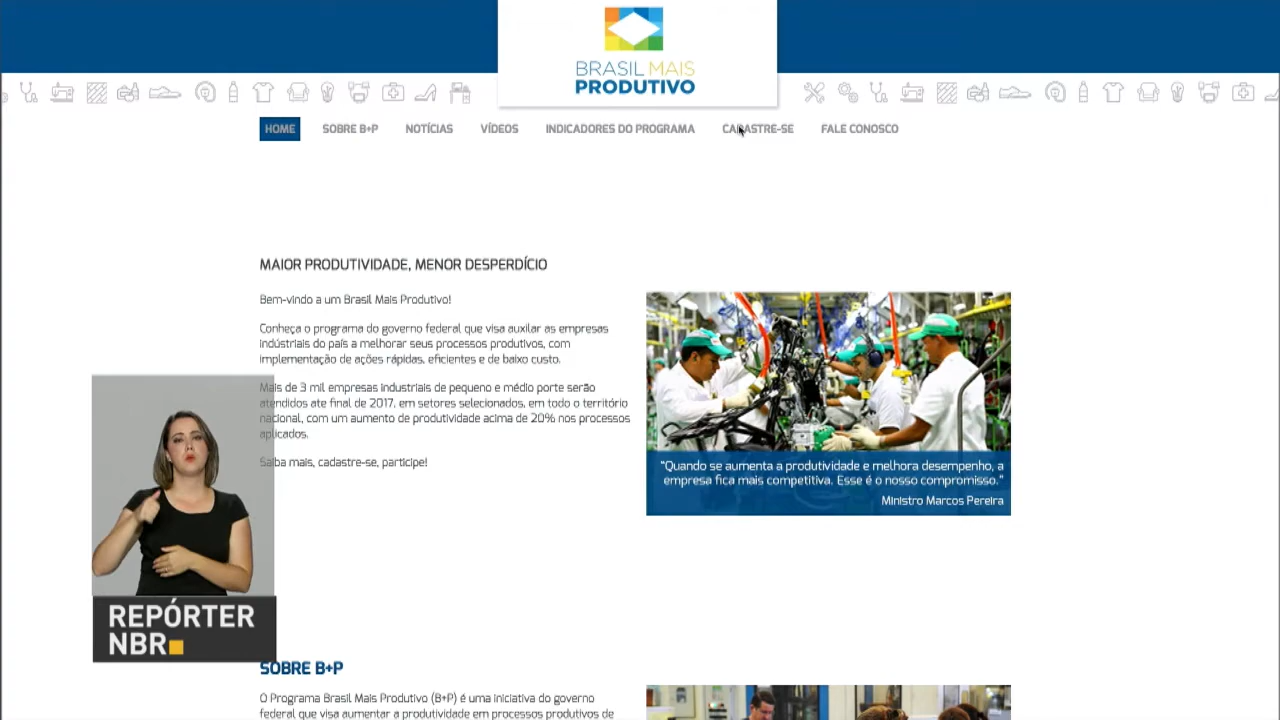 BRASIL MAIS
PRODUTIVO
HOME SOBRE B+P NOTÍCIAS VÍDEOS INDICADORES DO PROGRAMA CADASTRE-SE FALE CONOSCO
MAIOR PRODUTIVIDADE, MENOR DESPERDÍCIO
Bem-vindo a um Brasil Mais Produtivo!
Conheça o programa do governo federal que visa auxilar as empresas
indústriais do país a melhorar seus processos produtivos, com
implementação de ações rápidas, eficientes e de baixo custo.
Mais de 3 mil empresas industriais de pequeno e médio porte serão
atendidos ate final de 2017, em setores selecionados, em todo o território
nacional, com um aumento de produtividade acima de 20% nos processos
aplicados.
Saiba mais, cadastre-se, participe!
"Quando se aumenta a produtividade e melhora desempenho, a
empresa fica mais competitiva. Esse é o nosso compromisso."
Ministro Marcos Pereira
REPÓRTER
NBR
SOBRE B+P
O Programa Brasil Mais Produtivo (B+P) é uma iniciativa do governo
federal que visa aumentar a produtividade em processos produtivos de